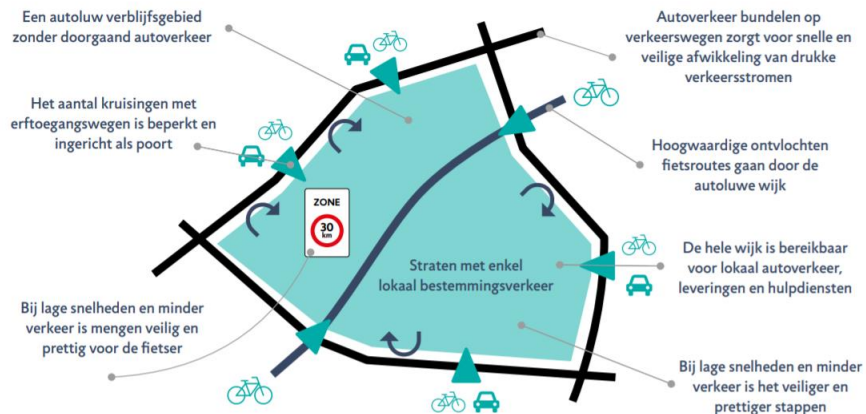 Een autoluw verblijfsgebied
zonder doorgaand autoverkeer
Autoverkeer bundelen op
verkeerswegen zorgt voor snelle en
veilige afwikkeling van drukke
verkeersstromen
Het aantal kruisingen met
erftoegangswegen is beperkt en
ingericht als poort
Hoogwaardige ontvlochten
fietsroutes gaan door de
autoluwe wijk
ZONE
30
km
Straten met enkel
lokaal bestemmingsverkeer
De hele wijk is bereikbaar
voor lokaal autoverkeer,
leveringen en hulpdiensten
Bij lage snelheden en minder
verkeer is mengen veilig en
prettig voor de fietser
Bij lage snelheden en minder
verkeer is het veiliger en
prettiger stappen